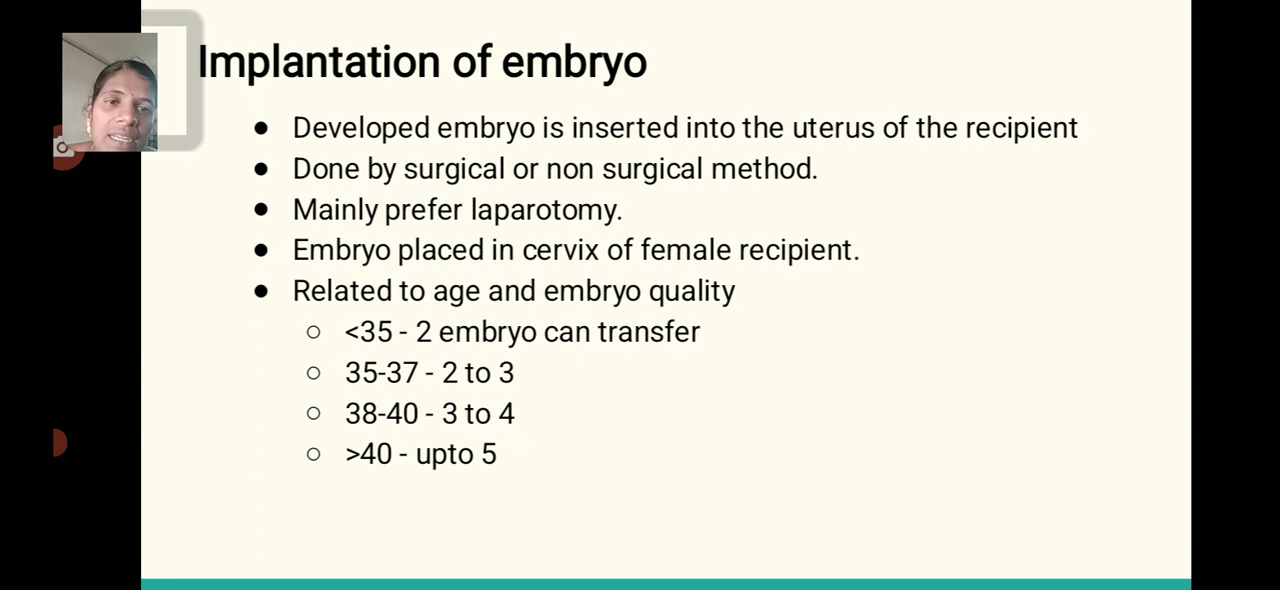 Implantation of embryo
● Developed embryo is inserted into the uterus of the recipient
● Done by surgical or non surgical method.
● Mainly prefer laparotomy.
● Embryo placed in cervix of female recipient.
● Related to age and embryo quality
○ <35 - 2 embryo can transfer
○ 35-37 - 2 to 3
○ 38-40 - 3 to 4
○ >40 - upto 5